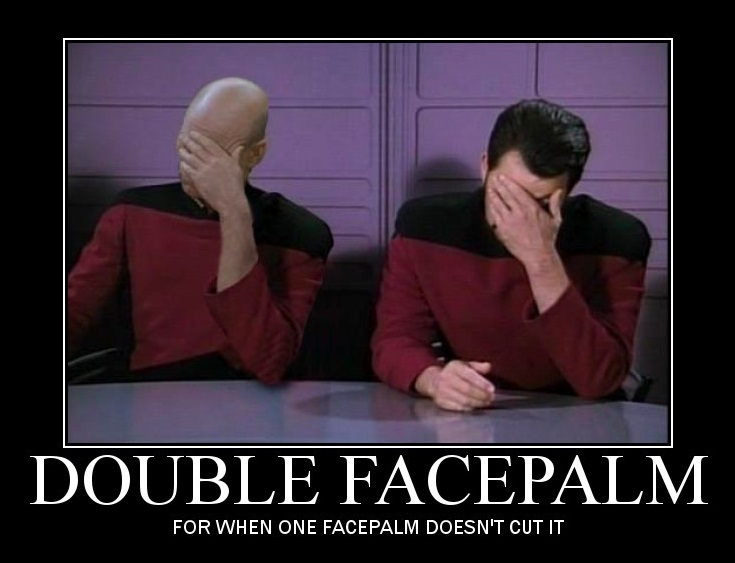 DOUBLE FACEPALM
FOR WHEN ONE FACEPALM DOESN'T CUT IT